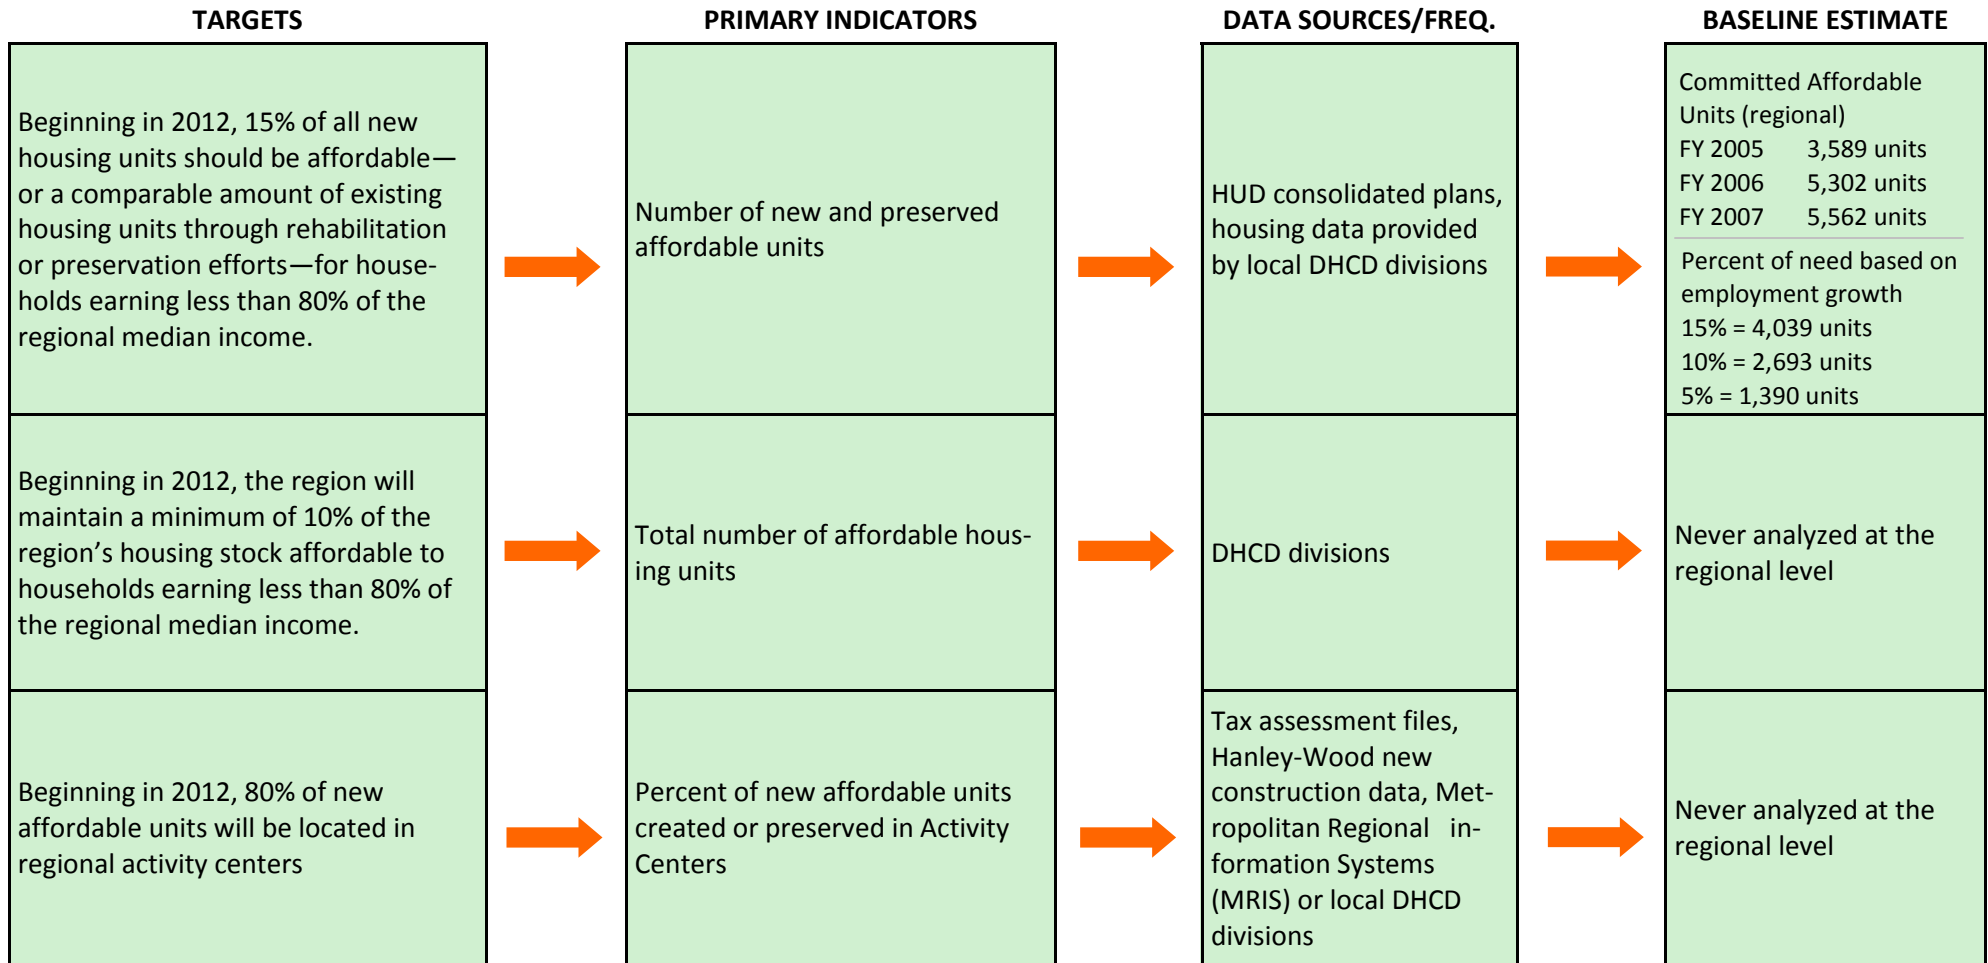 TARGETS
PRIMARY INDICATORS
DATA SOURCES/FREQ.
BASELINE ESTIMATE
Beginning in 2012, 15% of all new
housing units should be affordable—
or a comparable amount of existing
housing units through rehabilitation
or preservation efforts—for house-
holds earning less than 80% of the
regional median income.
Number of new and preserved
affordable units
HUD consolidated plans,
housing data provided
by local DHCD divisions
Committed Affordable
Units (regional)
FY 2005 3,589 units
FY 2006 5,302 units
FY 2007 5,562 units
Percent of need based on
employment growth
15% = 4,039 units
10% = 2,693 units
5% = 1,390 units
Beginning in 2012, the region will
maintain a minimum of 10% of the
region’s housing stock affordable to
households earning less than 80% of
the regional median income.
Total number of affordable hous-
ing units
DHCD divisions
Never analyzed at the
regional level
Beginning in 2012, 80% of new
affordable units will be located in
regional activity centers
Percent of new affordable units
created or preserved in Activity
Centers
Tax assessment files,
Hanley-Wood new
construction data, Met-
ropolitan Regional in-
formation Systems
(MRIS) or local DHCD
divisions
Never analyzed at the
regional level